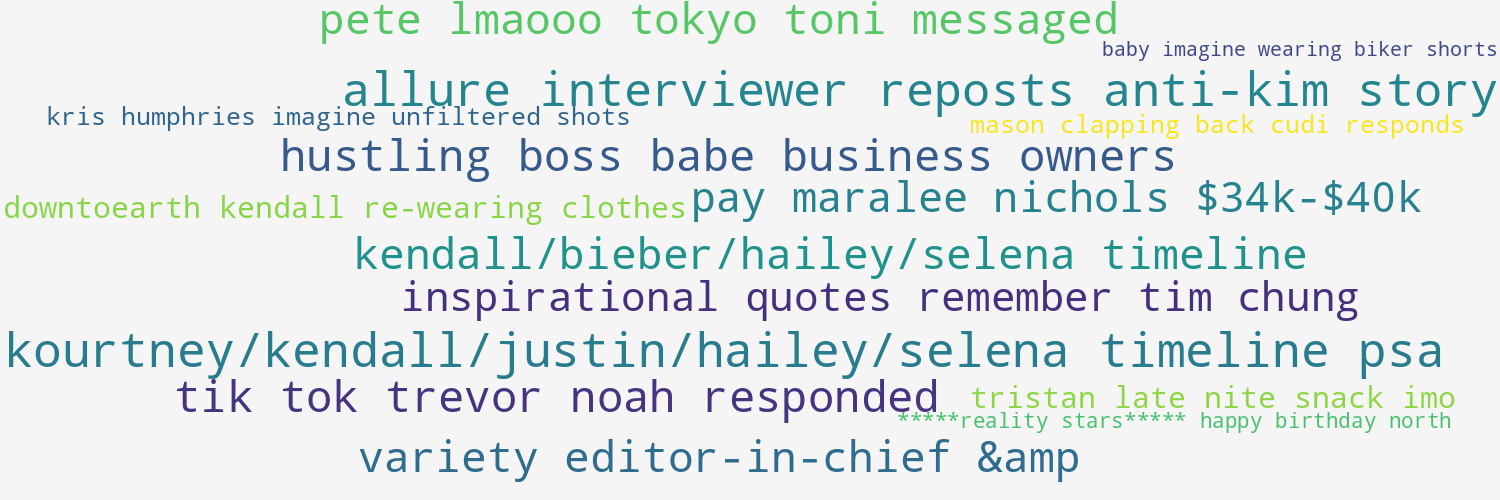 pete lmaooo tokyo toni messaged
baby imagine wearing biker shorts
allure interviewer reposts anti-kim story
kris humphries imagine unfiltered shots
mason clapping back cudi responds
hustling boss babe business owners
pay maralee nichols $34k-$40k
downtoearth kendall re-wearing clothes
kendall/bieber/hailey/selena timeline
inspirational quotes remember tim chung
kourtney/kendall/justin/hailey/selena timeline psa
tik tok trevor noah responded
tristan late nite snack imo
*****reality stars***** happy birthday north
variety editor-in-chief &amp